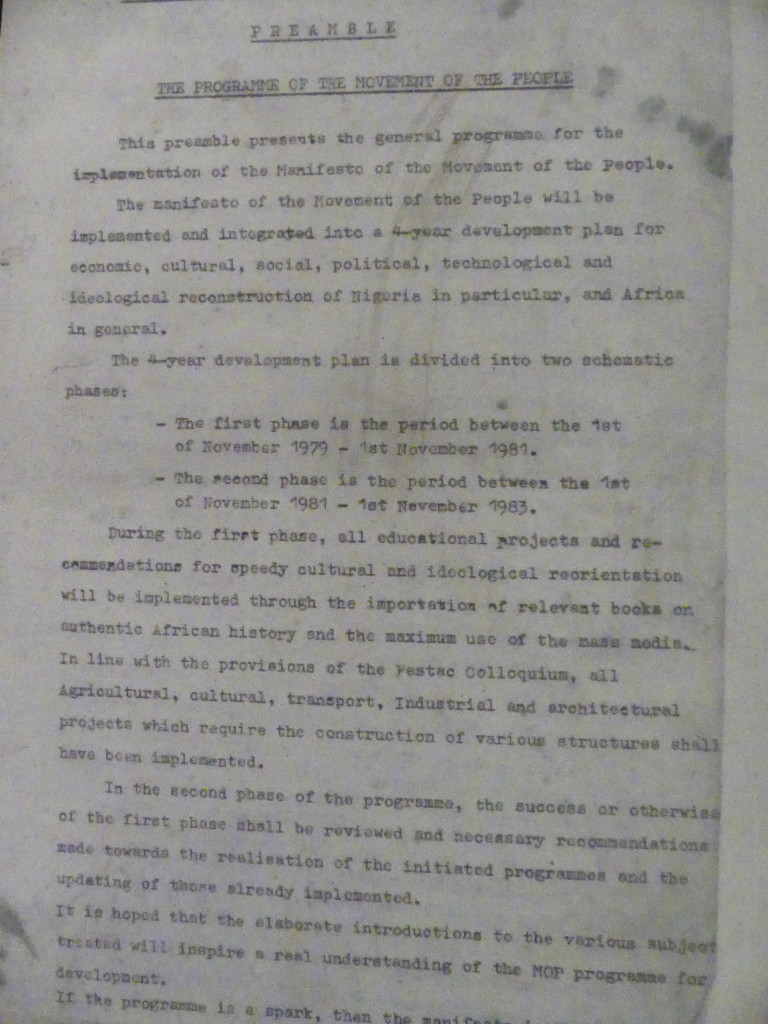 PREAMBLE
THE PROGRAMME OF THE MOVEMENT OF THE PEOPLE
This preamble presents the general programme for the
implementation of the Manifesto of the Movement of the People.
The manifesto of the Movement of the People will be
implemented and integrated into a 4-year development plan for
economic, cultural, social, political, technological and
ideological reconstruction of Nigeria in particular, and Africa
in general.
The 4-year development plan is divided into two schematic
phases:
- The first phase is the period between the 1st
of November 1979 - 1st November 1981.
- The second phase is the period between the 1st
of November 1981 - 1st November 1983.
During the first phase, all educational projects and re-
commendations for speedy cultural and ideological reorientation
will be implemented through the importation of relevant books on
authentic African history and the maximum use of the mass media.
In line with the provisions of the Festac Colloquium, all
Agricultural, cultural, transport, Industrial and architectural
projects which require the construction of various structures shall
have been implemented.
In the second phase of the programme, the success or otherwise
of the first phase shall be reviewed and necessary recommendations
made towards the realisation of the initiated programmes and the
updating of those already implemented.
It is hoped that the elaborate introductions to the various subject
treated will inspire a real understanding of the MOP programme for
development.
If the programme is a spark, then the manifesto